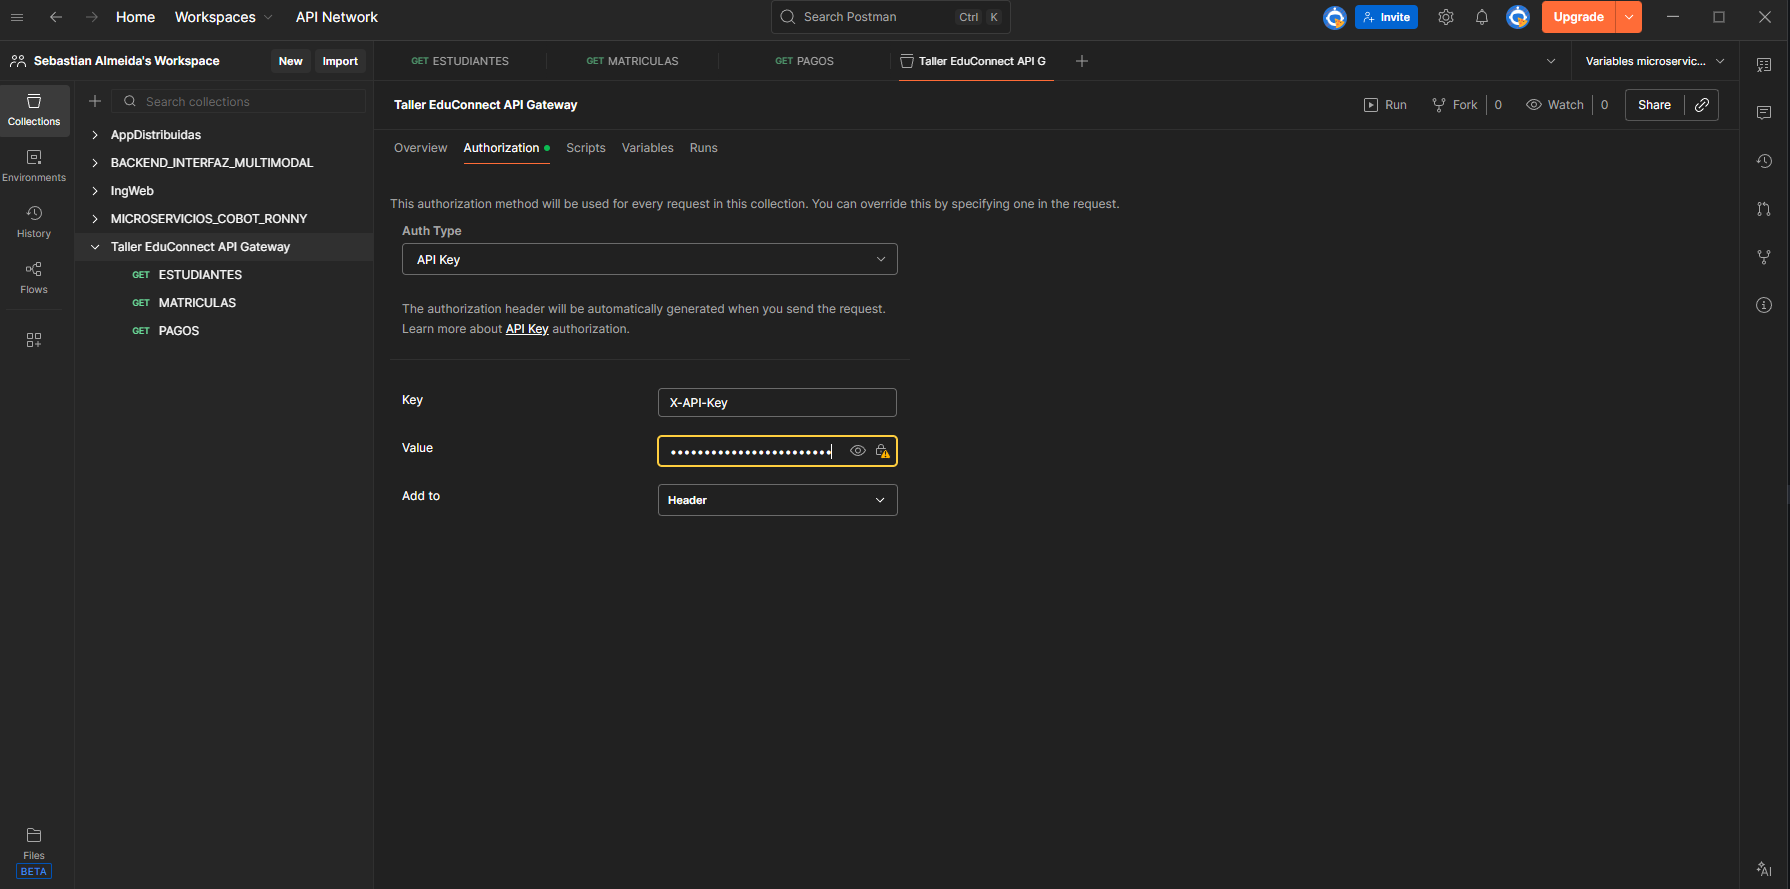 Home Workspaces API Network Search Postman Ctrl K Invite Upgrade
Sebastian Almeida's Workspace New Import GET ESTUDIANTES GET MATRICULAS GET PAGOS Taller EduConnect API G Variables microservic...
Collections
Environments
History
Flows
Files
BETA
Search collections
AppDistribuidas
BACKEND_INTERFAZ_MULTIMODAL
IngWeb
MICROSERVICIOS_COBOT_RONNY
Taller EduConnect API Gateway
GET ESTUDIANTES
GET MATRICULAS
GET PAGOS
Taller EduConnect API Gateway Run Fork 0 Watch 0 Share
Overview Authorization Scripts Variables Runs
This authorization method will be used for every request in this collection. You can override this by specifying one in the request.
Auth Type
API Key
The authorization header will be automatically generated when you send the request.
Learn more about API Key authorization.
Key X-API-Key
Value ••••••••••••••••••••••••
Add to Header
AI